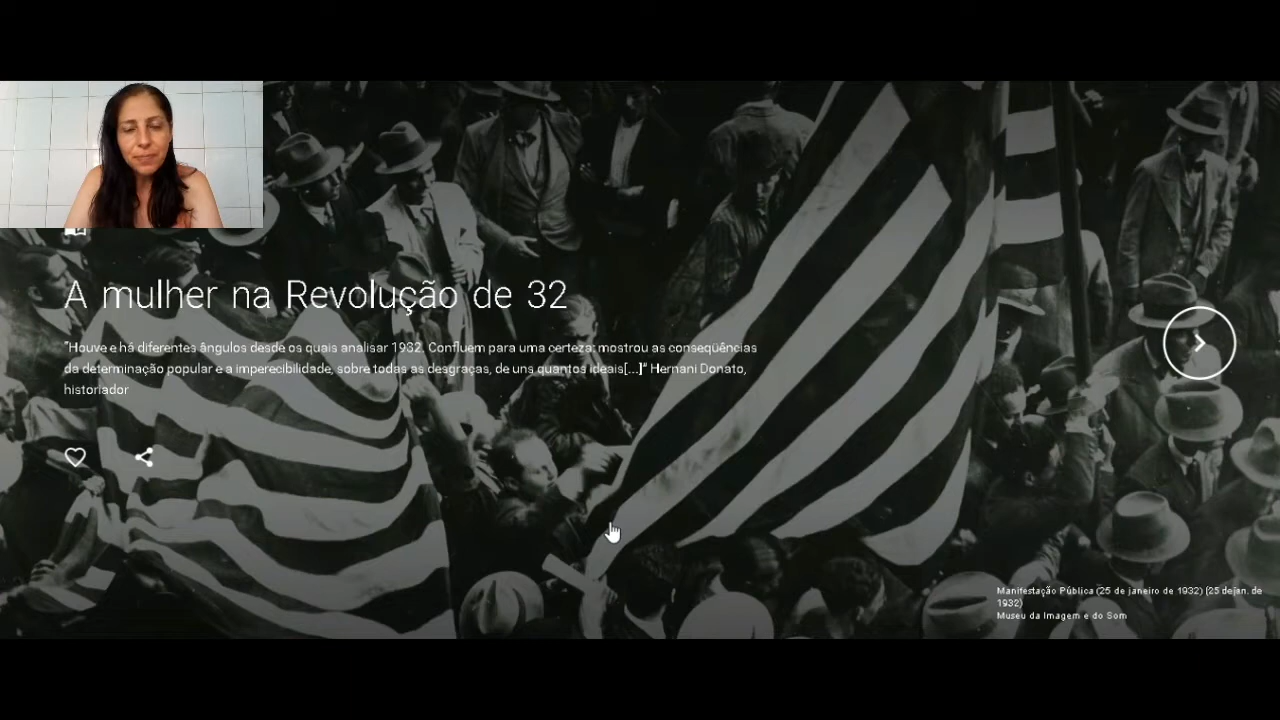 A mulher na Revolução de 32
"Houve e há diferentes ângulos desde os quais analisar 1932. Confluem para uma certeza: mostrou as conseqüências
da determinação popular e a imperecibilidade, sobre todas as desgraças, de uns quantos ideais[...]" Hernani Donato,
historiador
Manifestação Pública (25 de janeiro de 1932) (25 de jan. de
1932)
Museu da Imagem e do Som